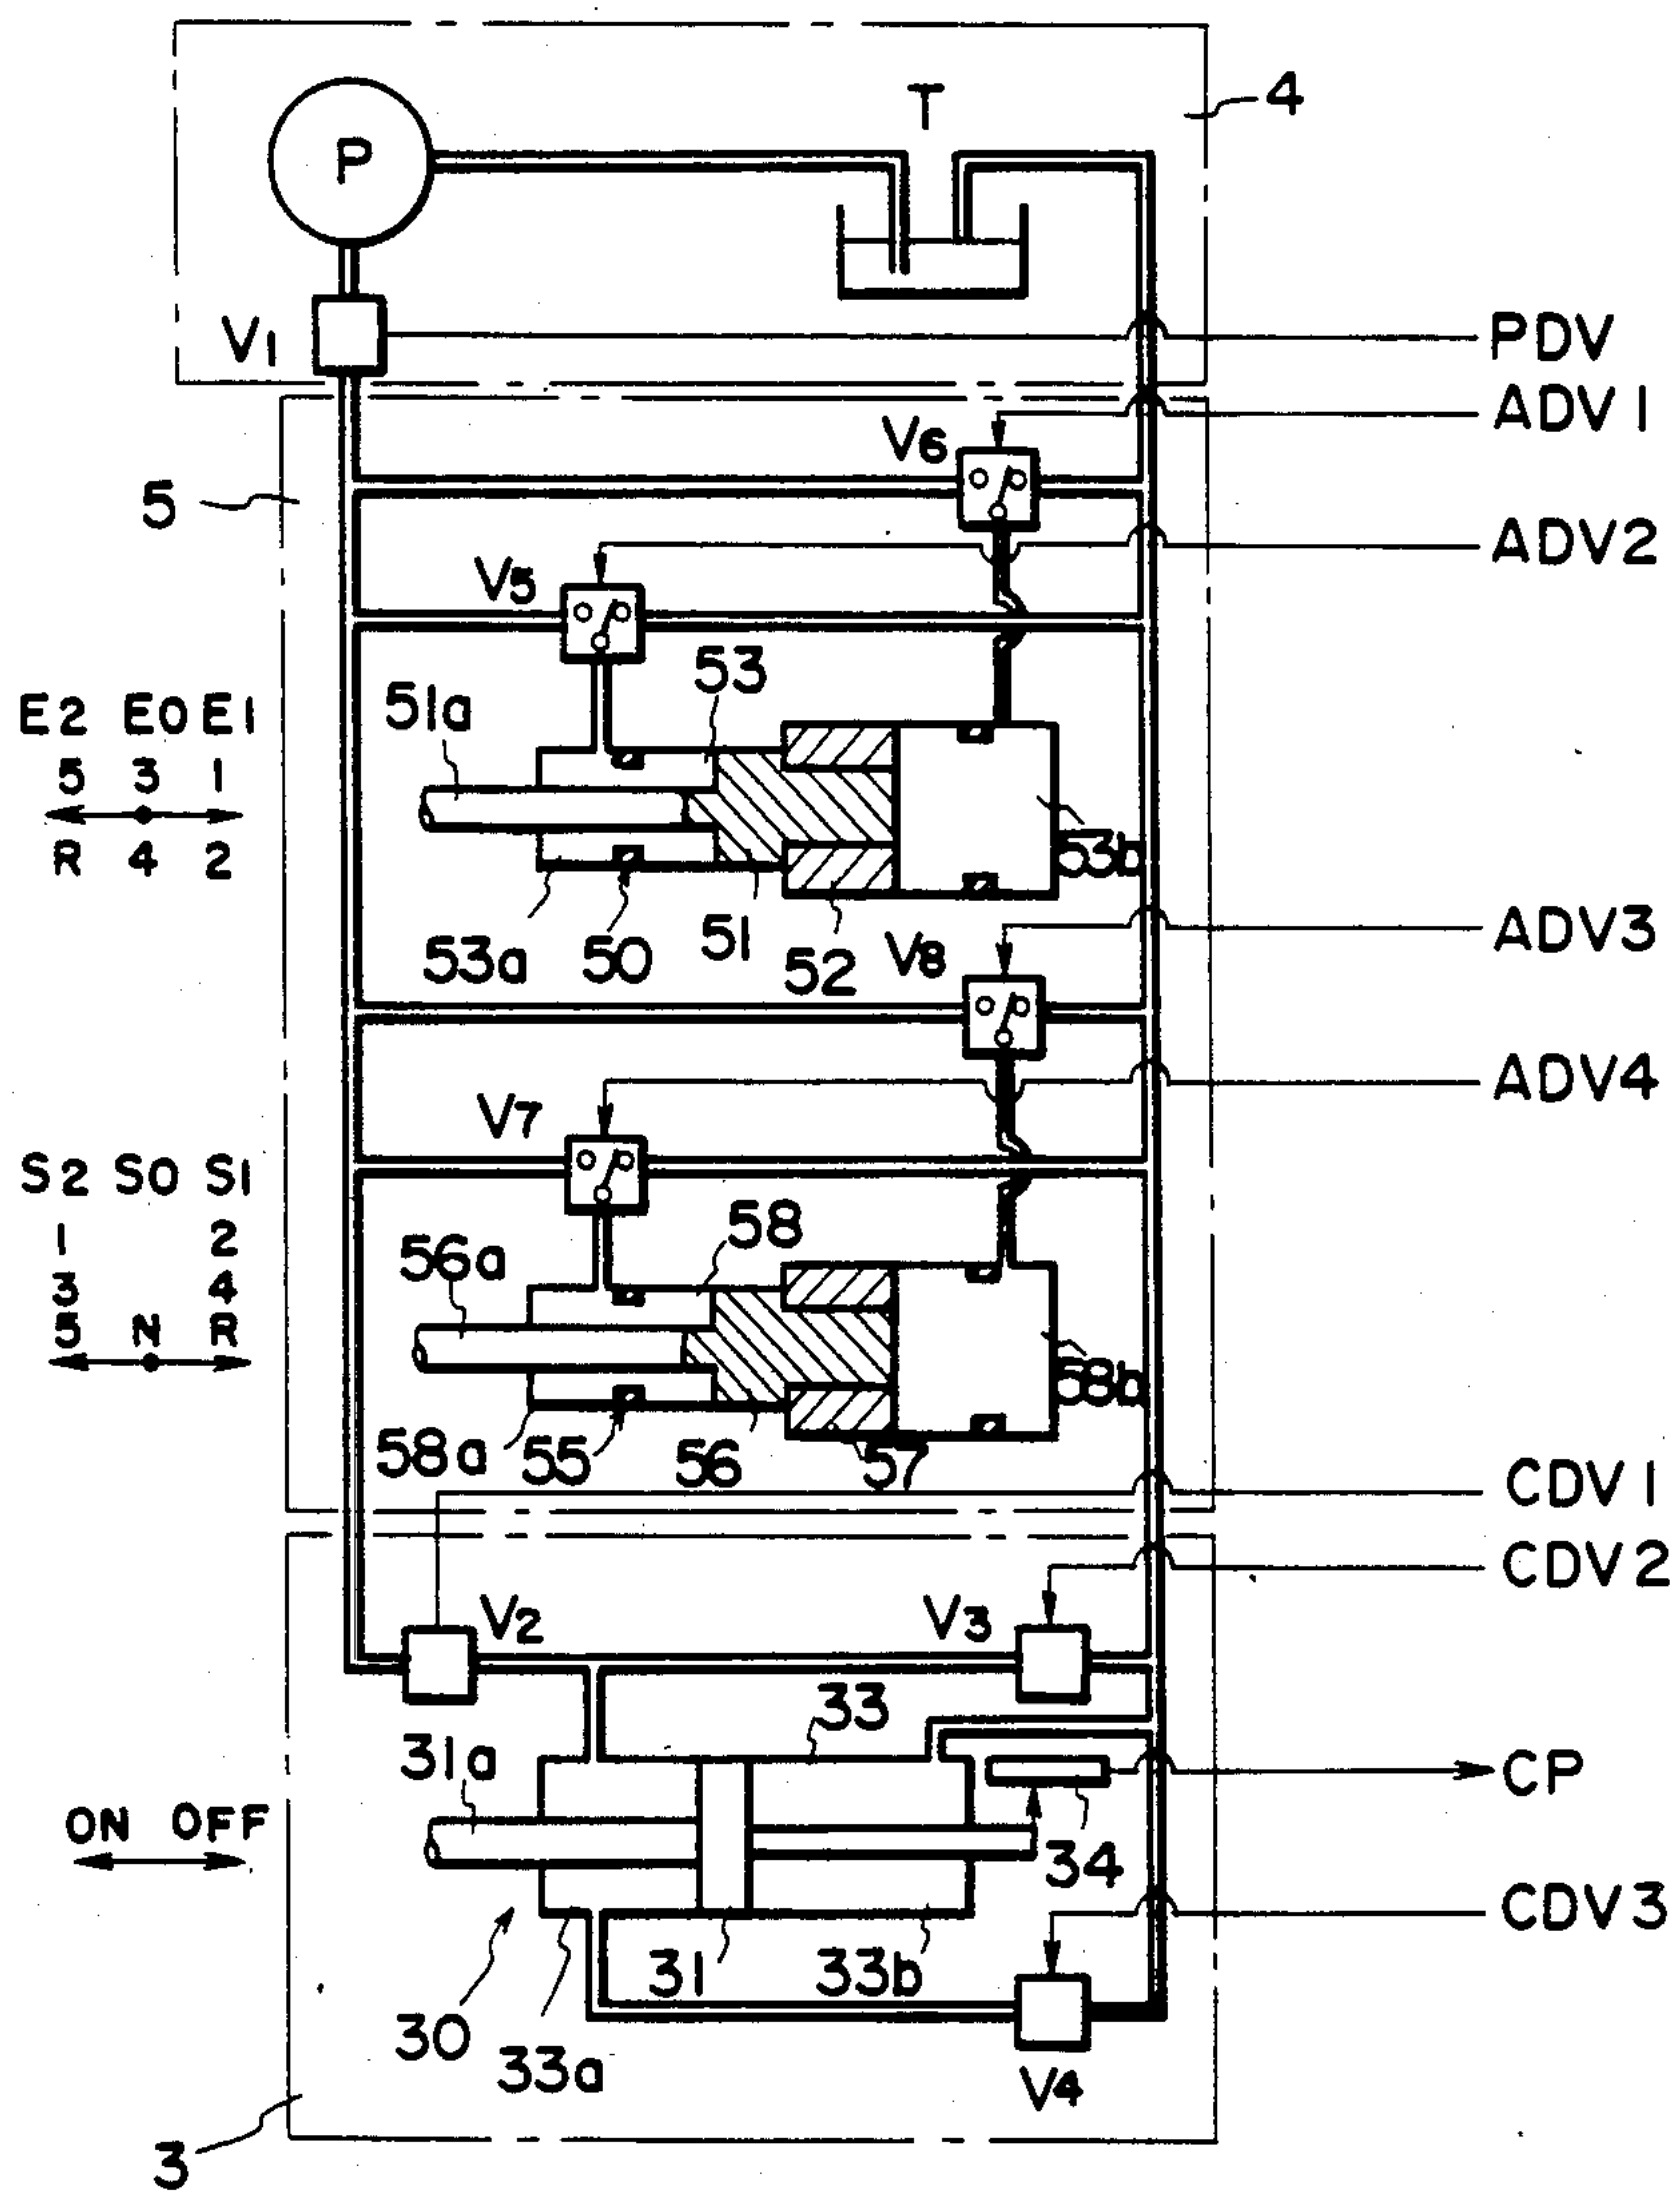 T
4
P
V1
PDV
ADV1
V6
5
ADV2
V5
53
51a
E2 E0 E1
5 3 1
R 4 2
53b
53a
50
51
52
V8
ADV3
ADV4
V7
S2 S0 S1
1 2
3 4
5 N R
58
56a
58b
58a
55
56
57
CDV1
CDV2
V2
V3
33
31a
CP
ON OFF
34
CDV3
31
33b
30
33a
V4
3